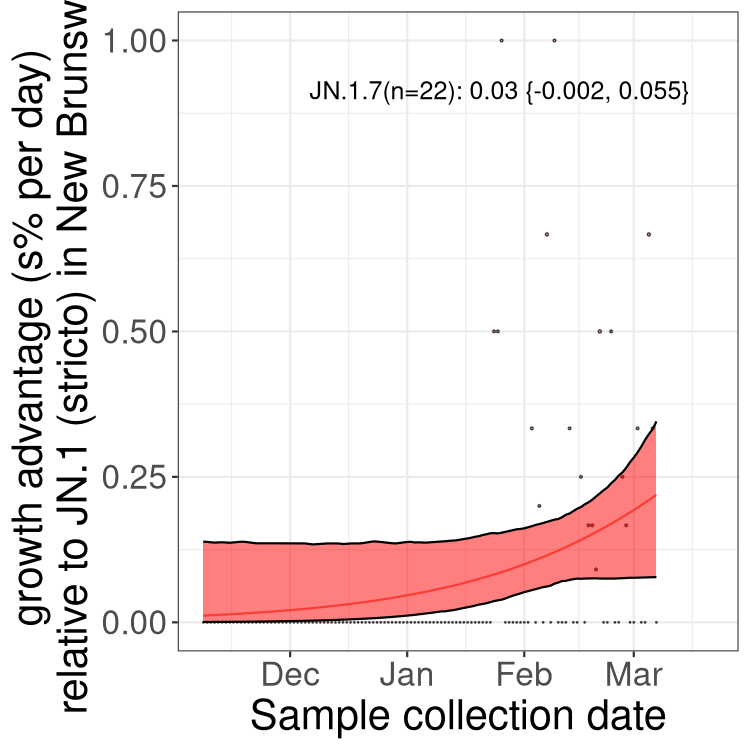 growth advantage (s% per day)
relative to JN.1 (stricto) in New Brunsw
1.00
0.75
0.50
0.25
0.00
JN.1.7(n=22): 0.03 {-0.002, 0.055}
Dec Jan Feb Mar
Sample collection date